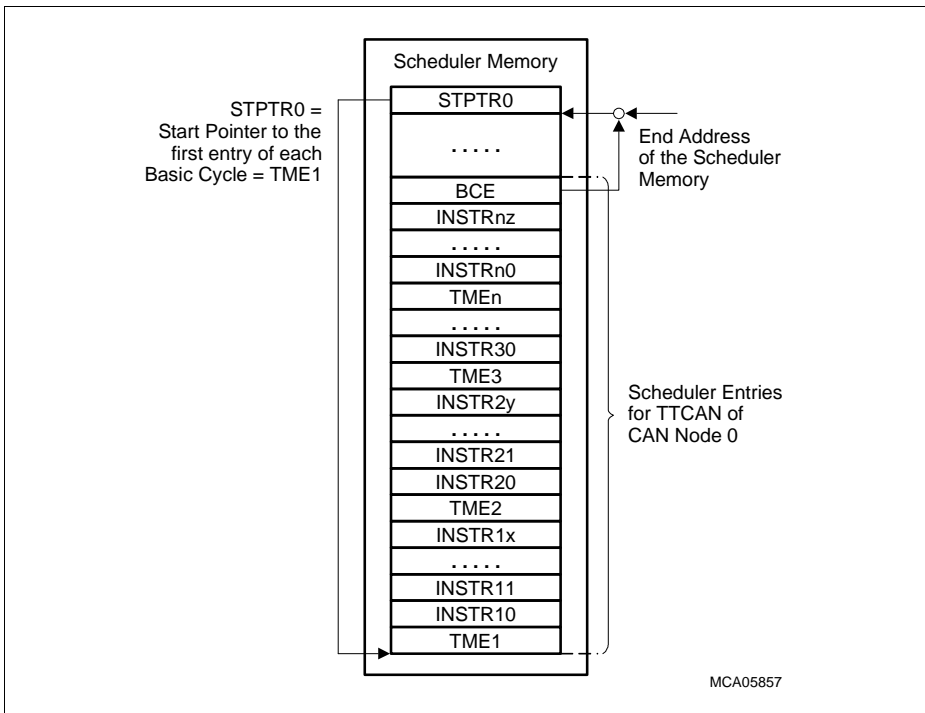 Scheduler Memory
STPTR0
STPTR0 =
Start Pointer to the
first entry of each
Basic Cycle = TME1
End Address
of the Scheduler
Memory
. . . . .
BCE
INSTRnz
. . . . .
INSTRn0
TMEn
. . . . .
INSTR30
TME3
INSTR2y
. . . . .
INSTR21
INSTR20
TME2
INSTR1x
. . . . .
INSTR11
INSTR10
TME1
Scheduler Entries
for TTCAN of
CAN Node 0
MCA05857